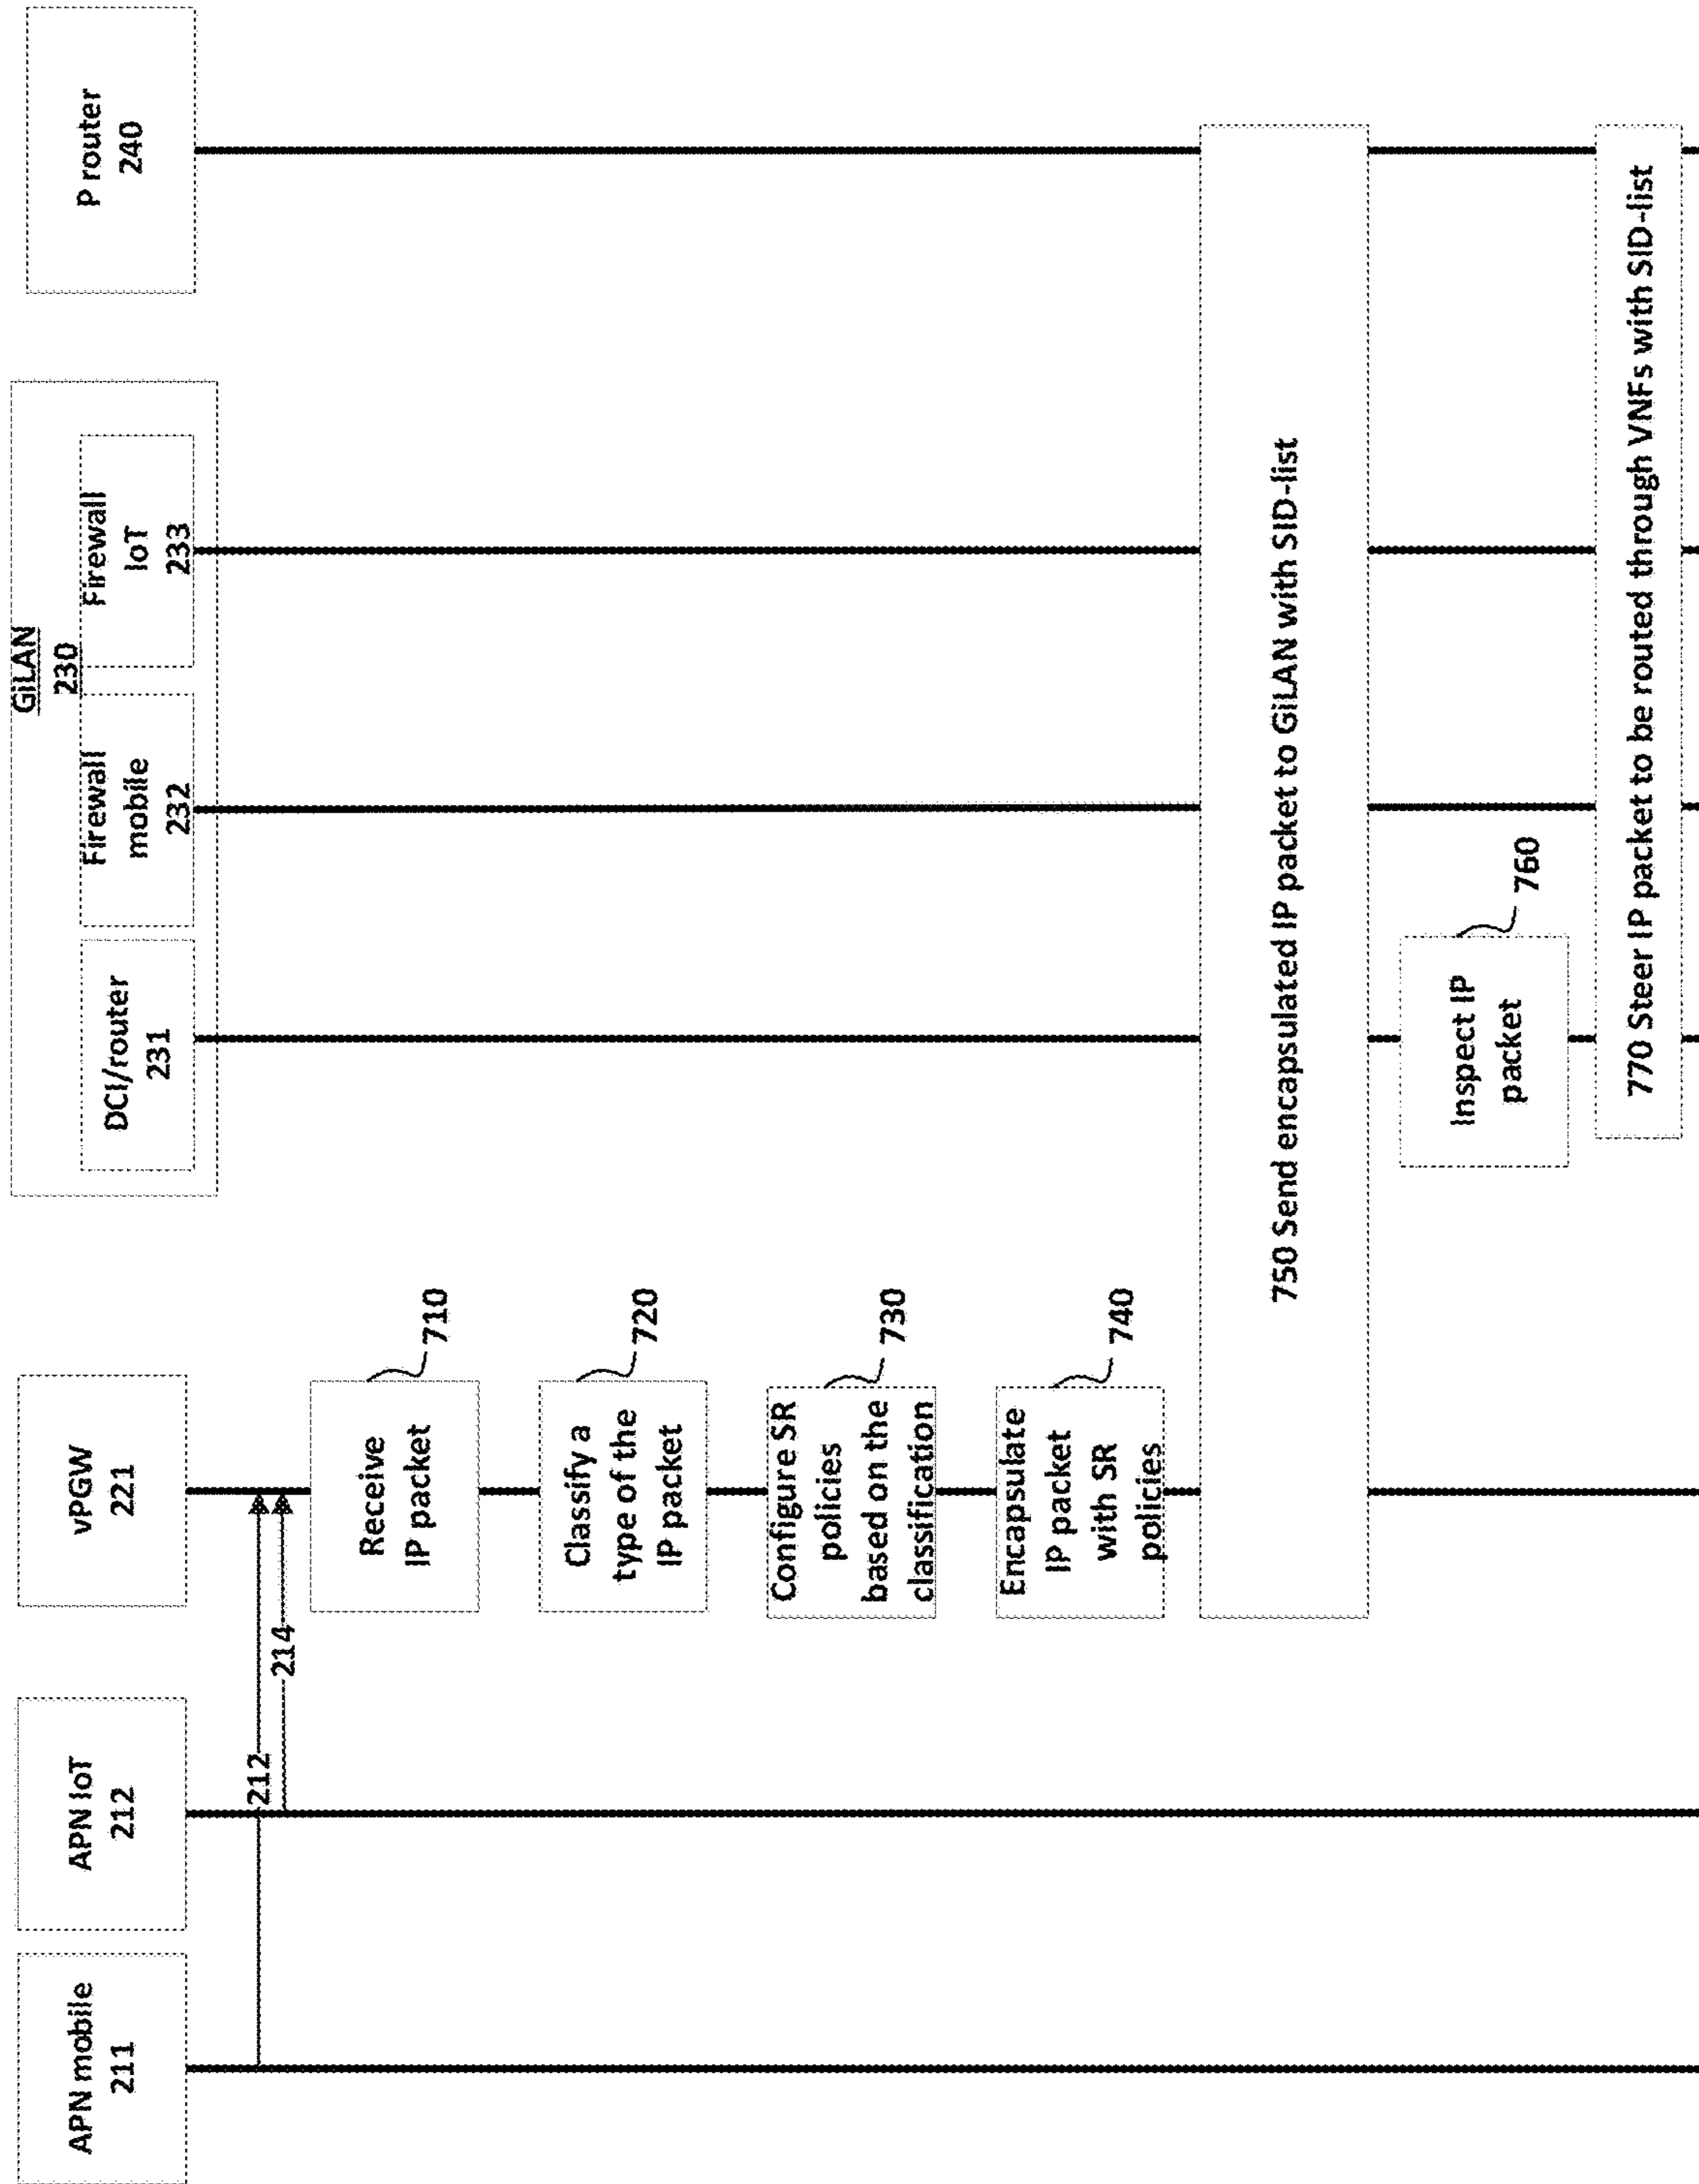 APN mobile
211
APN IoT
212
vPGW
221
GiLAN
230
DCI/router
231
Firewall
mobile
232
Firewall
IoT
233
P router
240
212
214
Receive
IP packet
710
Classify a
type of the
IP packet
720
Configure SR
policies
based on the
classification
730
Encapsulate
IP packet
with SR
policies
740
750 Send encapsulated IP packet to GiLAN with SID-list
Inspect IP
packet
760
770 Steer IP packet to be routed through VNFs with SID-list